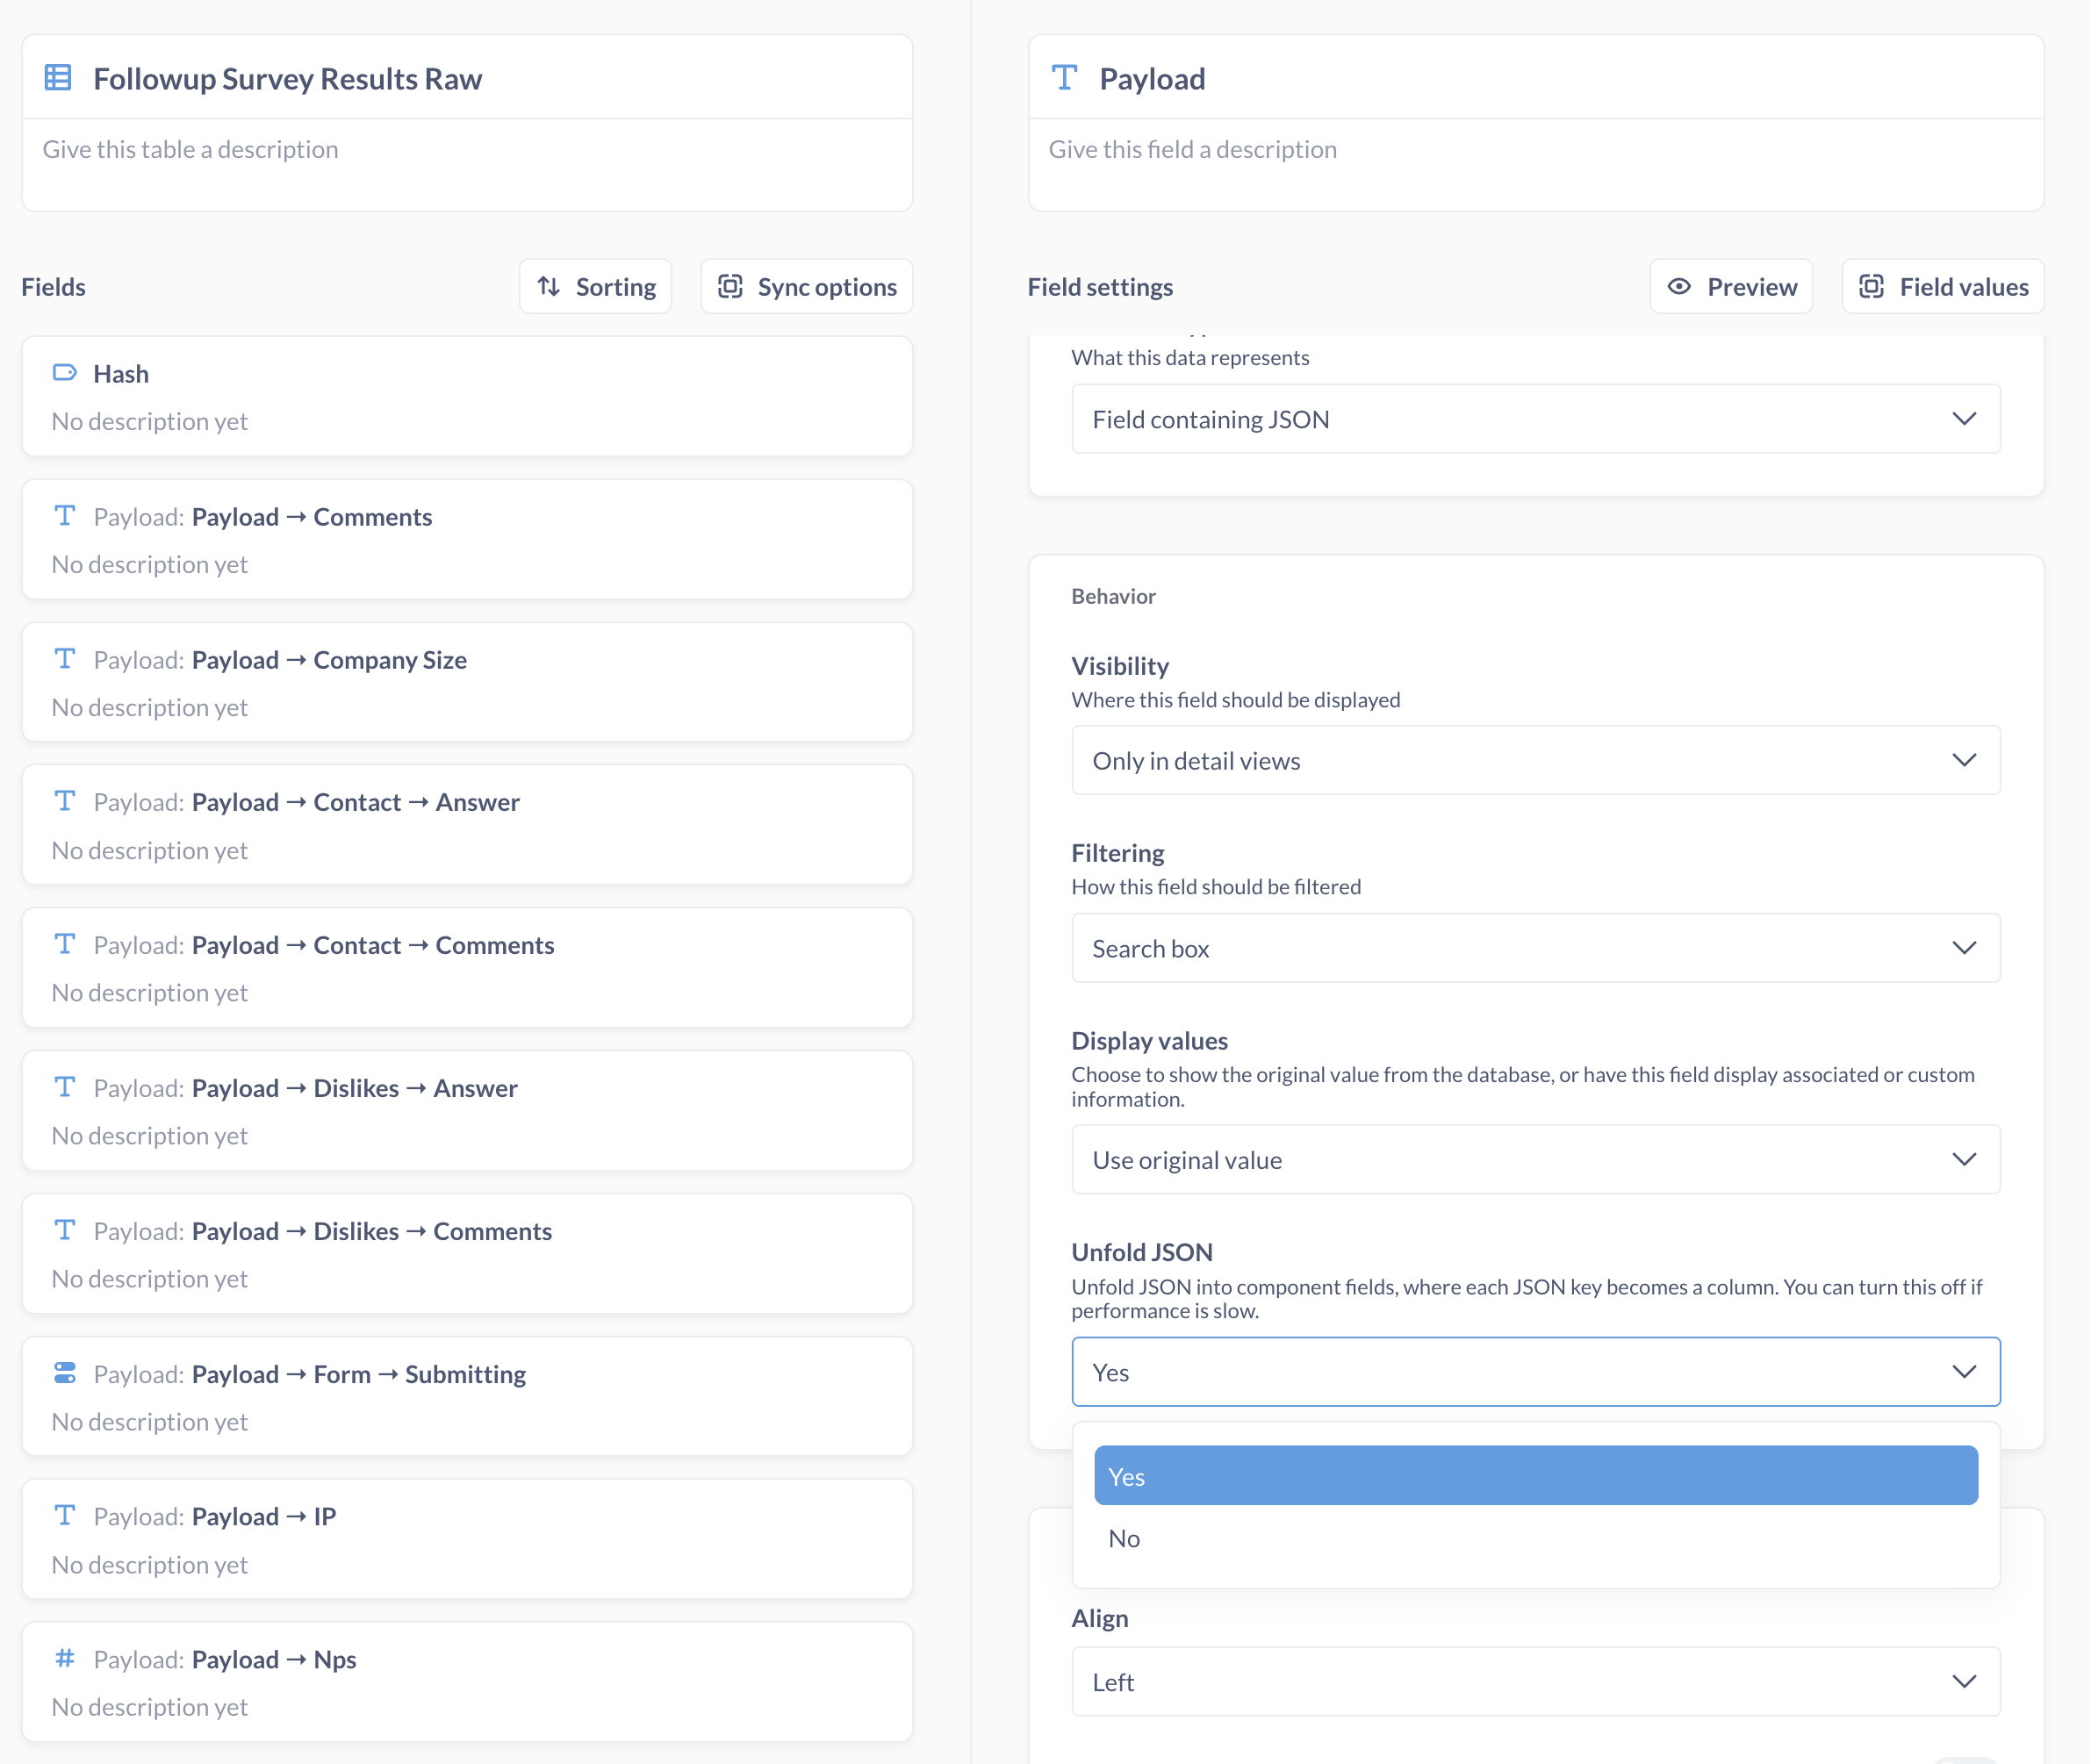 Followup Survey Results Raw
Give this table a description
Fields
Sorting
Sync options
Hash
No description yet
Payload: Payload → Comments
No description yet
Payload: Payload → Company Size
No description yet
Payload: Payload → Contact → Answer
No description yet
Payload: Payload → Contact → Comments
No description yet
Payload: Payload → Dislikes → Answer
No description yet
Payload: Payload → Dislikes → Comments
No description yet
Payload: Payload → Form → Submitting
No description yet
Payload: Payload → IP
No description yet
Payload: Payload → Nps
No description yet
Payload
Give this field a description
Field settings
Preview
Field values
What this data represents
Field containing JSON
Behavior
Visibility
Where this field should be displayed
Only in detail views
Filtering
How this field should be filtered
Search box
Display values
Choose to show the original value from the database, or have this field display associated or custom
information.
Use original value
Unfold JSON
Unfold JSON into component fields, where each JSON key becomes a column. You can turn this off if
performance is slow.
Yes
Yes
No
Align
Left